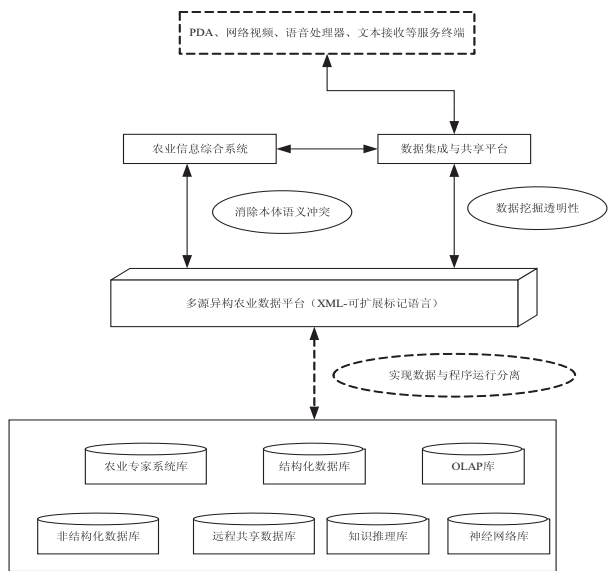 PDA、网络视频、语音处理器、文本接收等服务终端
农业信息综合系统
数据集成与共享平台
消除本体语义冲突
数据挖掘透明性
多源异构农业数据平台（XML-可扩展标记语言）
实现数据与程序运行分离
农业专家系统库
结构化数据库
OLAP库
非结构化数据库
远程共享数据库
知识推理库
神经网络库